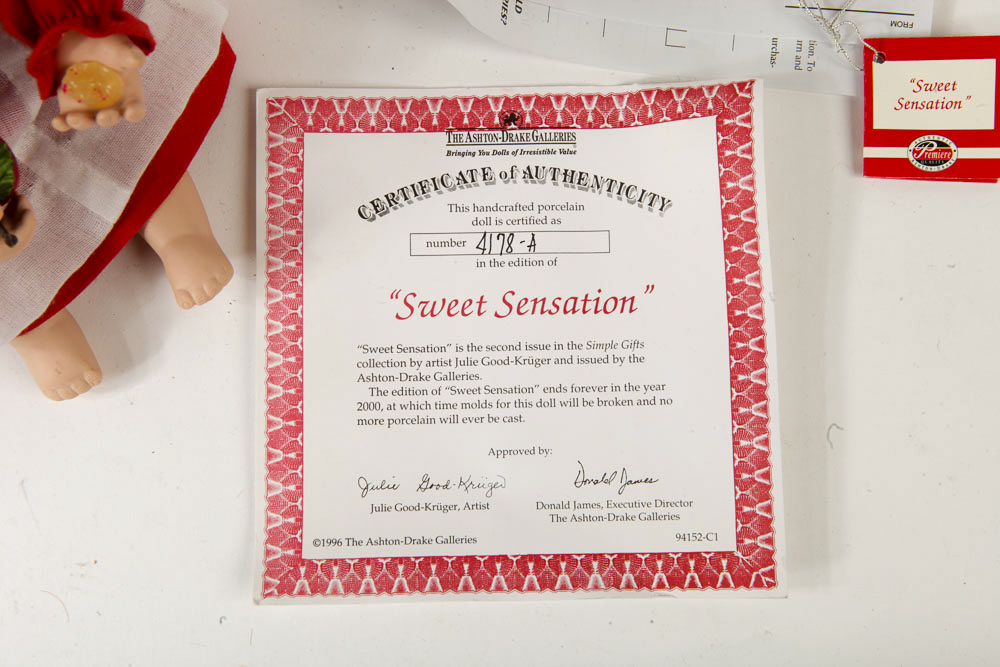 THE ASHTON-DRAKE GALLERIES
Bringing You Dolls of Irresistible Value
CERTIFICATE of AUTHENTICITY
This handcrafted porcelain
doll is certified as
number 4178-A
in the edition of
“Sweet Sensation”
“Sweet Sensation” is the second issue in the Simple Gifts
collection by artist Julie Good-Krüger and issued by the
Ashton-Drake Galleries.
The edition of “Sweet Sensation” ends forever in the year
2000, at which time molds for this doll will be broken and no
more porcelain will ever be cast.
Approved by:
Julie Good-Krüger
Donald James
Julie Good-Krüger, Artist
Donald James, Executive Director
The Ashton-Drake Galleries
©1996 The Ashton-Drake Galleries
94152-C1
“Sweet
Sensation”
Premiere
FROM
tion. To
rn and
urchas-